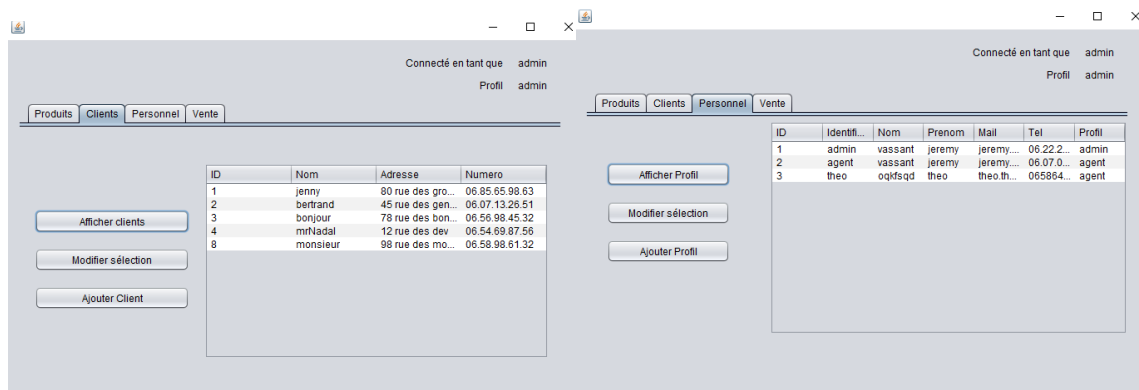 Connecté en tant que admin
Profil admin
Produits Clients Personnel Vente
ID Nom Adresse Numero
1 jenny 80 rue des gro... 06.85.65.98.63
2 bertrand 45 rue des gen... 06.07.13.26.51
3 bonjour 78 rue des bon... 06.56.98.45.32
4 mrNadal 12 rue des dev 06.54.69.87.56
8 monsieur 98 rue des mo... 06.58.98.61.32
Afficher clients
Modifier sélection
Ajouter Client
Connecté en tant que admin
Profil admin
Produits Clients Personnel Vente
ID Identifi... Nom Prenom Mail Tel Profil
1 admin vassant jeremy jeremy.... 06.22.2... admin
2 agent vassant jeremy jeremy.... 06.07.0... agent
3 theo oqkfsqd theo theo.th... 065864... agent
Afficher Profil
Modifier sélection
Ajouter Profil